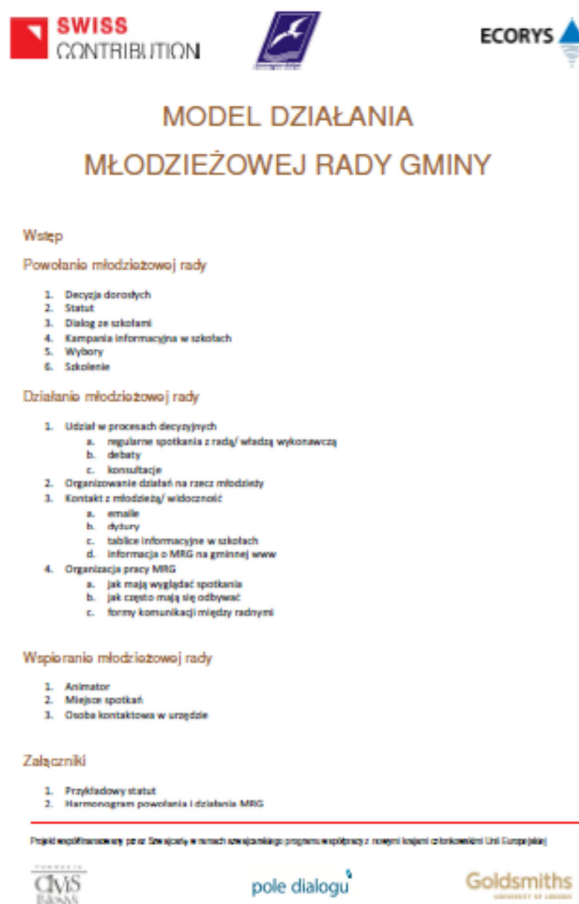 SWISS
CONTRIBUTION
ECORYS
MODEL DZIAŁANIA
MŁODZIEŻOWEJ RADY GMINY
Wstęp
Powołanie młodzieżowej rady
1. Decyzja dorosłych
2. Statut
3. Dialog ze szkołami
4. Kampania informacyjna w szkołach
5. Wybory
6. Szkolenie
Działanie młodzieżowej rady
1. Udział w procesach decyzyjnych
a. regularne spotkania z radą/ władzą wykonawczą
b. debaty
c. konsultacje
2. Organizowanie działań na rzecz młodzieży
3. Kontakt z młodzieżą/ widoczność
a. emaile
b. dyżury
c. tablice informacyjne w szkołach
d. informacja o MRG na gminnej www
4. Organizacja pracy MRG
a. jak mają wyglądać spotkania
b. jak często mają się odbywać
c. formy komunikacji między radnymi
Wspieranie młodzieżowej rady
1. Animator
2. Miejsce spotkań
3. Osoba kontaktowa w urzędzie
Załączniki
1. Przykładowy statut
2. Harmonogram powołania i działania MRG
Projekt współfinansowany przez Szwajcarię w ramach szwajcarskiego programu współpracy z nowymi krajami członkowskimi Unii Europejskiej
FUNDACJA
CIVIS
POLONUS
pole dialogu
Goldsmiths
UNIVERSITY OF LONDON